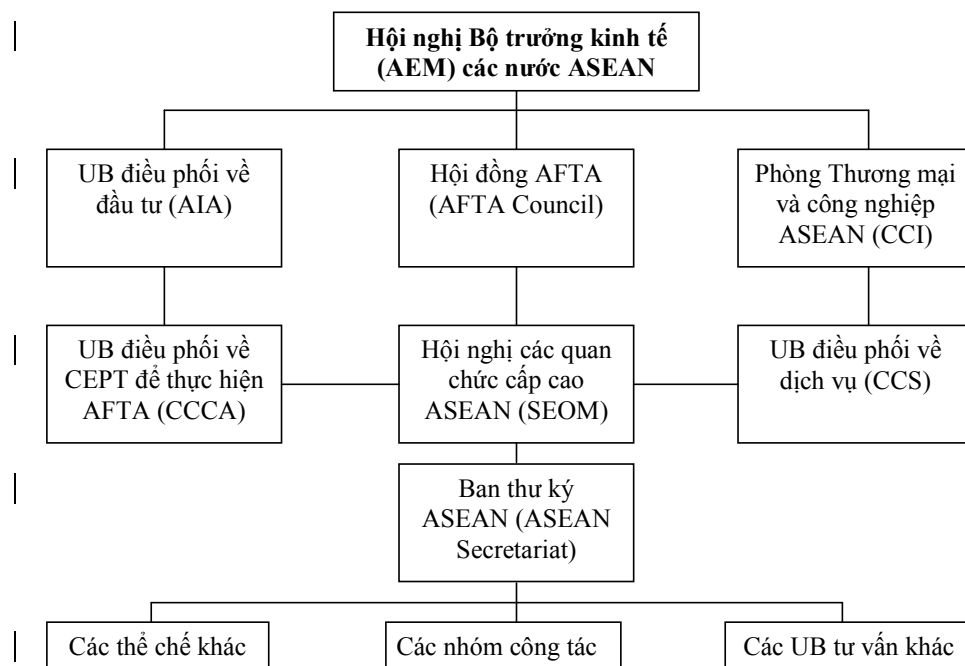 Hội nghị Bộ trưởng kinh tế
(AEM) các nước ASEAN
UB điều phối về
đầu tư (AIA)
Hội đồng AFTA
(AFTA Council)
Phòng Thương mại
và công nghiệp
ASEAN (CCI)
UB điều phối về
CEPT để thực hiện
AFTA (CCCA)
Hội nghị các quan
chức cấp cao
ASEAN (SEOM)
UB điều phối về
dịch vụ (CCS)
Ban thư ký
ASEAN (ASEAN
Secretariat)
Các thể chế khác
Các nhóm công tác
Các UB tư vấn khác